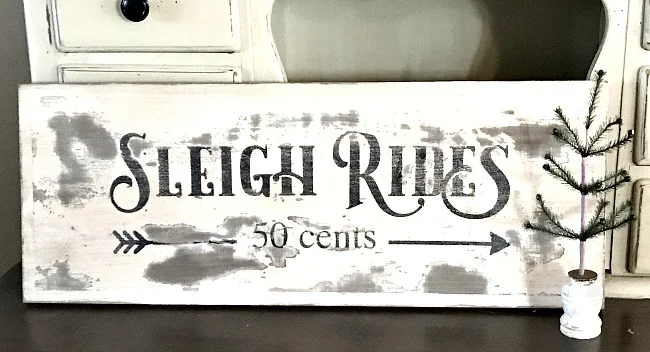 Sleigh Rides
50 cents